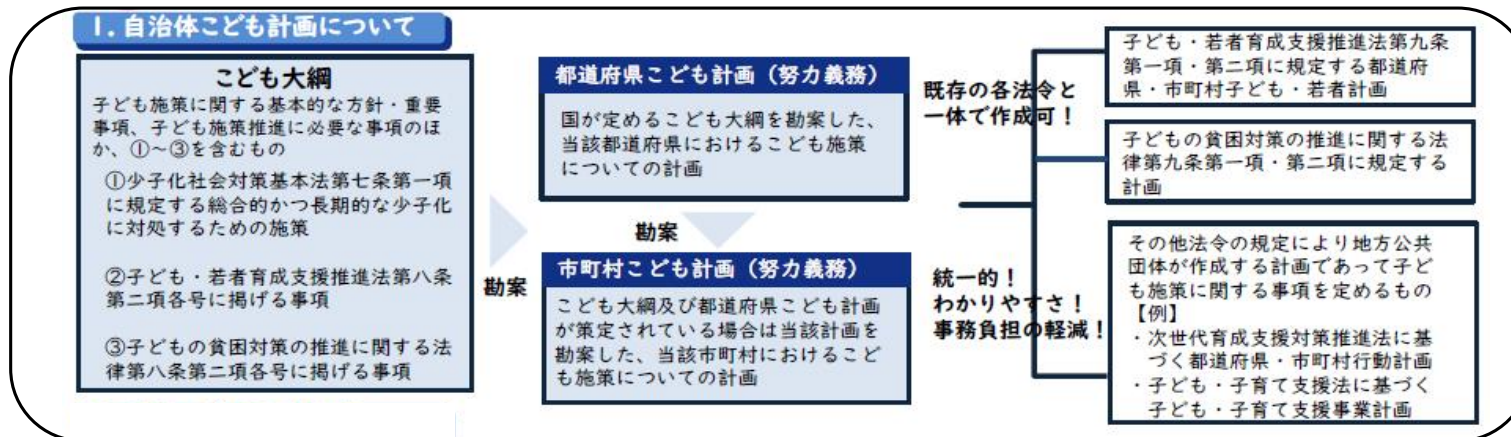 1. 自治体こども計画について
こども大綱
子ども施策に関する基本的な方針・重要
事項、子ども施策推進に必要な事項のほ
か、①～③を含むもの
①少子化社会対策基本法第七条第一項
に規定する総合的かつ長期的な少子化
に対処するための施策
②子ども・若者育成支援推進法第八条
第二項各号に掲げる事項
③子どもの貧困対策の推進に関する法
律第八条第二項各号に掲げる事項
勘案
都道府県こども計画（努力義務）
国が定めるこども大綱を勘案した、
当該都道府県におけるこども施策
についての計画
勘案
市町村こども計画（努力義務）
こども大綱及び都道府県こども計画
が策定されている場合は当該計画を
勘案した、当該市町村におけるこど
も施策についての計画
既存の各法令と
一体で作成可！
統一的！
わかりやすさ！
事務負担の軽減！
子ども・若者育成支援推進法第九条
第一項・第二項に規定する都道府
県・市町村子ども・若者計画
子どもの貧困対策の推進に関する法
律第九条第一項・第二項に規定する
計画
その他法令の規定により地方公共
団体が作成する計画であって子ど
も施策に関する事項を定めるもの
【例】
・次世代育成支援対策推進法に基
づく都道府県・市町村行動計画
・子ども・子育て支援法に基づく
子ども・子育て支援事業計画